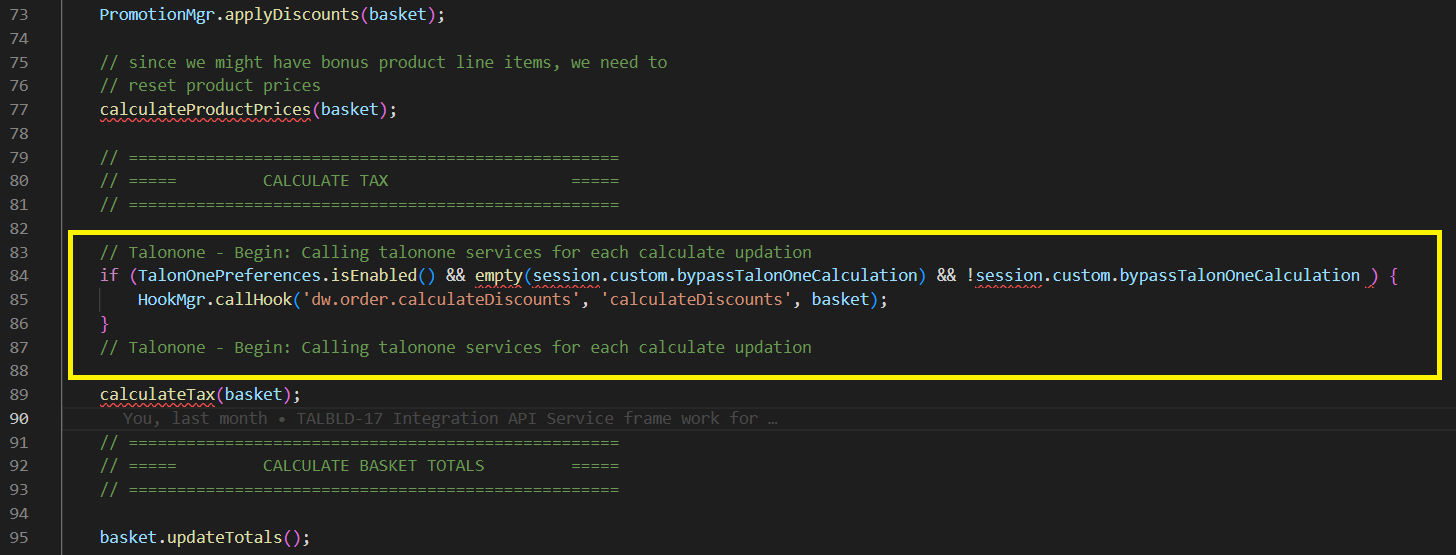 73 PromotionMgr.applyDiscounts(basket);
74
75 // since we might have bonus product line items, we need to
76 // reset product prices
77 calculateProductPrices(basket);
78
79 // ===================================================
80 // =====         CALCULATE TAX                   =====
81 // ===================================================
82
83 // Talonone - Begin: Calling talonone services for each calculate updation
84 if (TalonOnePreferences.isEnabled() && empty(session.custom.bypassTalonOneCalculation) && !session.custom.bypassTalonOneCalculation ) {
85     HookMgr.callHook('dw.order.calculateDiscounts', 'calculateDiscounts', basket);
86 }
87 // Talonone - Begin: Calling talonone services for each calculate updation
88
89 calculateTax(basket);
90 You, last month • TALBLD-17 Integration API Service frame work for …
91 // ===================================================
92 // =====         CALCULATE BASKET TOTALS         =====
93 // ===================================================
94
95 basket.updateTotals();